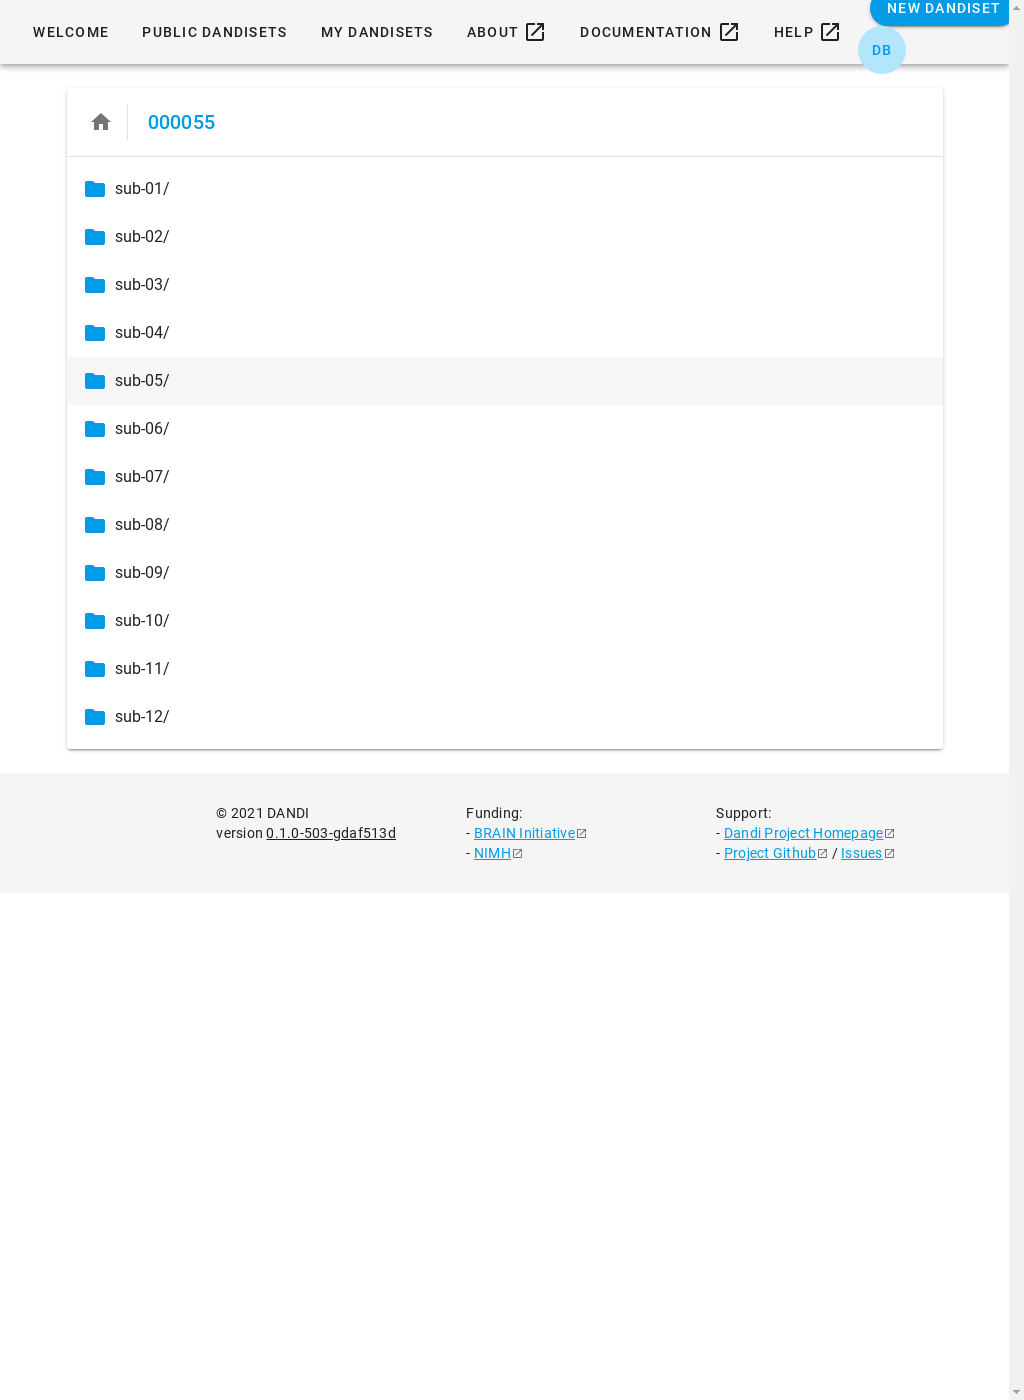 WELCOME PUBLIC DANDISETS MY DANDISETS ABOUT DOCUMENTATION HELP NEW DANDISET
DB
000055
sub-01/
sub-02/
sub-03/
sub-04/
sub-05/
sub-06/
sub-07/
sub-08/
sub-09/
sub-10/
sub-11/
sub-12/
© 2021 DANDI
version 0.1.0-503-gdaf513d
Funding:
- BRAIN Initiative
- NIMH
Support:
- Dandi Project Homepage
- Project Github / Issues